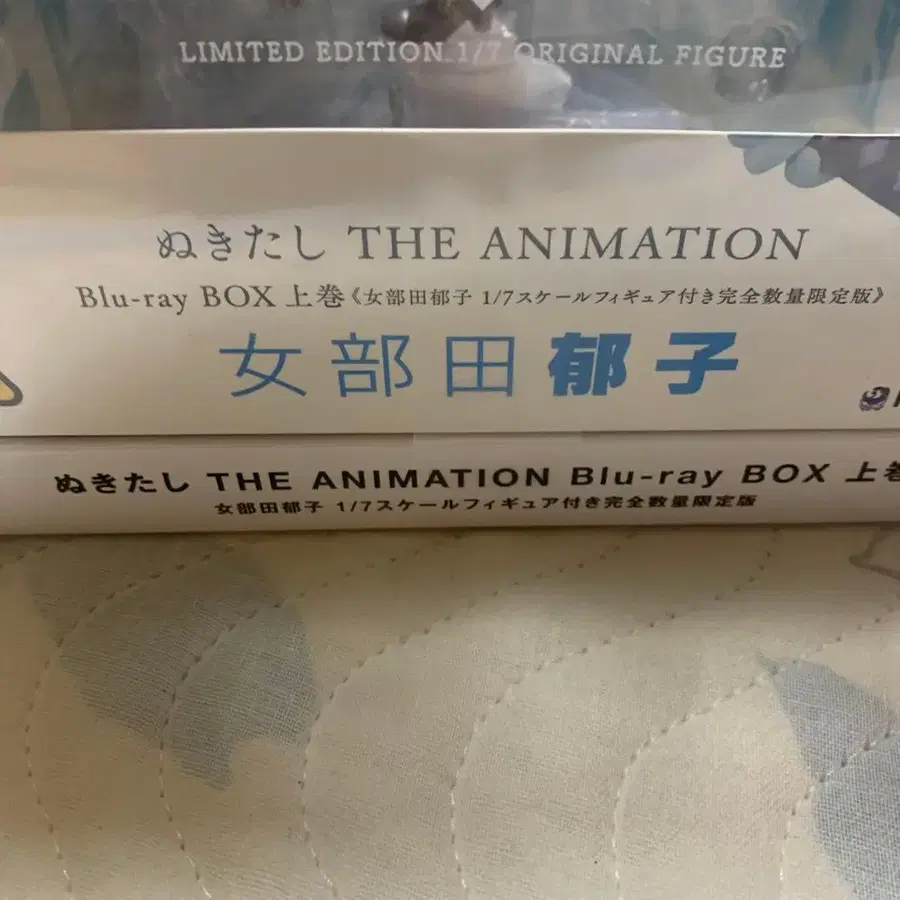 LIMITED EDITION 1/7 ORIGINAL FIGURE
ぬきたし THE ANIMATION
Blu-ray BOX 上巻《女部田郁子 1/7スケールフィギュア付き完全数量限定版》
女部田郁子
ぬきたし THE ANIMATION Blu-ray BOX 上巻
女部田郁子 1/7スケールフィギュア付き完全数量限定版